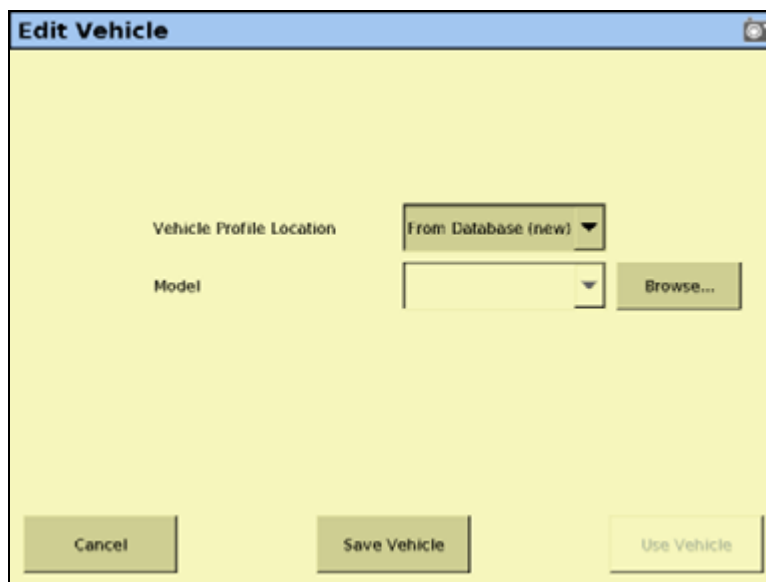 Edit Vehicle
Vehicle Profile Location From Database (new)
Model Browse...
Cancel Save Vehicle Use Vehicle